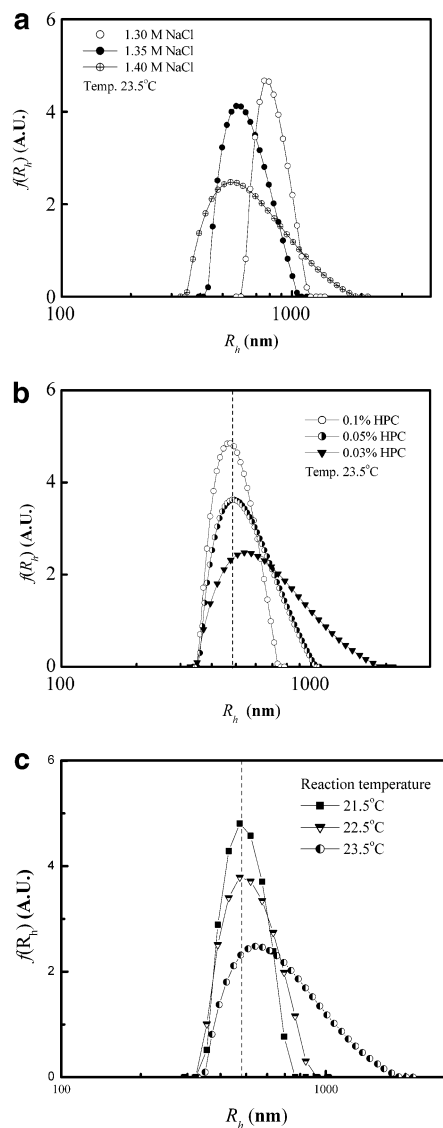 a
1.30 M NaCl
1.35 M NaCl
1.40 M NaCl
Temp. 23.5°C
f(Rₕ) (A.U.)
6
4
2
0
100
1000
Rₕ (nm)
b
0.1% HPC
0.05% HPC
0.03% HPC
Temp. 23.5°C
f(Rₕ) (A.U.)
6
4
2
0
100
1000
Rₕ (nm)
c
Reaction temperature
21.5°C
22.5°C
23.5°C
f(Rₕ) (A.U.)
6
4
2
0
100
1000
Rₕ (nm)